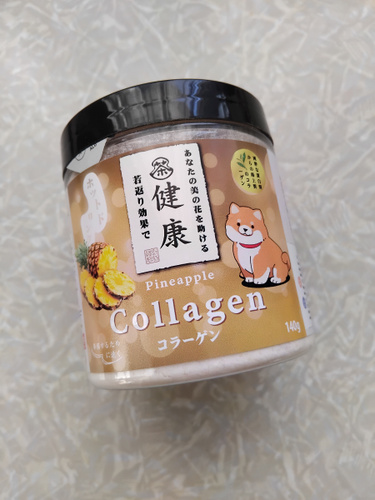 茶
健康
あなたの美の花を助ける
若返り効果で
Pineapple
Collagen
コラーゲン
140g